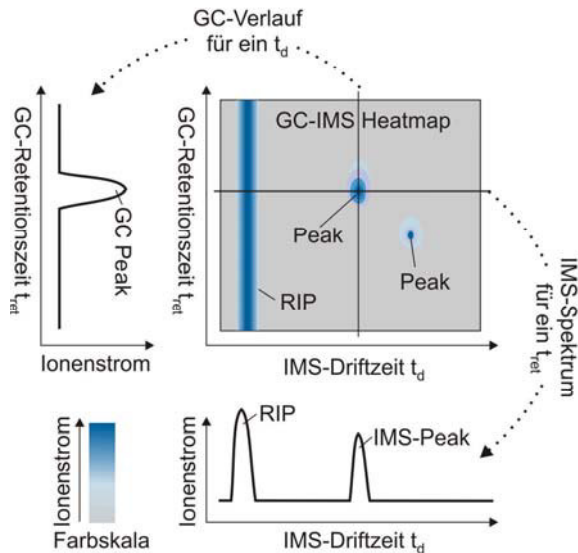 GC-Verlauf
für ein t_d
GC-Retentionszeit t_ret
GC Peak
Ionenstrom
GC-Retentionszeit t_ret
GC-IMS Heatmap
Peak
Peak
RIP
IMS-Driftzeit t_d
IMS-Spektrum
für ein t_ret
Ionenstrom
Farbskala
Ionenstrom
RIP
IMS-Peak
IMS-Driftzeit t_d